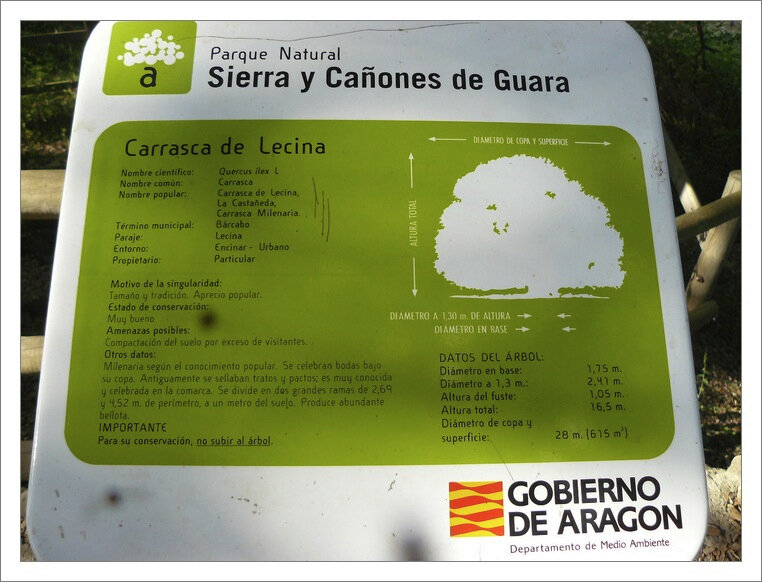 a
Parque Natural
Sierra y Cañones de Guara
Carrasca de Lecina
Nombre científico: Quercus ilex L
Nombre común: Carrasca
Nombre popular: Carrasca de Lecina,
La Castañeda,
Carrasca Milenaria.
Término municipal: Bárcabo
Paraje: Lecina
Entorno: Encinar - Urbano
Propietario: Particular
Motivo de la singularidad:
Tamaño y tradición. Aprecio popular.
Estado de conservación:
Muy bueno
Amenazas posibles:
Compactación del suelo por exceso de visitantes.
Otros datos:
Milenaria según el conocimiento popular. Se celebran bodas bajo
su copa. Antiguamente se sellaban tratos y pactos; es muy conocida
y celebrada en la comarca. Se divide en dos grandes ramas de 2,69
y 4,52 m. de perímetro, a un metro del suelo. Produce abundante
bellota.
IMPORTANTE
Para su conservación, no subir al árbol.
DIÁMETRO DE COPA Y SUPERFICIE
ALTURA TOTAL
DIÁMETRO A 1,30 m. DE ALTURA
DIÁMETRO EN BASE
DATOS DEL ÁRBOL:
Diámetro en base: 1,75 m.
Diámetro a 1,3 m.: 2,41 m.
Altura del fuste: 1,05 m.
Altura total: 16,5 m.
Diámetro de copa y
superficie: 28 m. (615 m²)
GOBIERNO
DE ARAGON
Departamento de Medio Ambiente